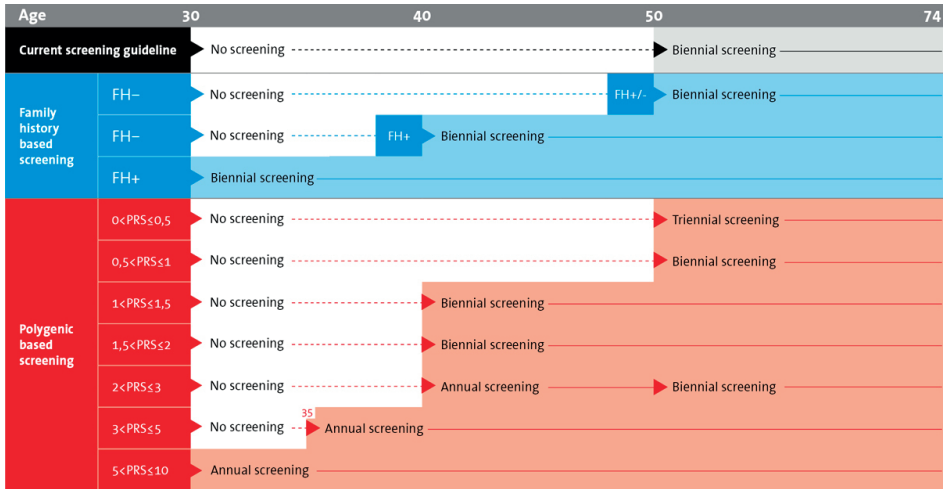 Age 30 40 50 74
Current screening guideline No screening Biennial screening
Family
history
based
screening
FH– No screening FH+/- Biennial screening
FH– No screening FH+ Biennial screening
FH+ Biennial screening
Polygenic
based
screening
0<PRS≤0,5 No screening Triennial screening
0,5<PRS≤1 No screening Biennial screening
1<PRS≤1,5 No screening Biennial screening
1,5<PRS≤2 No screening Biennial screening
2<PRS≤3 No screening Annual screening Biennial screening
35
3<PRS≤5 No screening Annual screening
5<PRS≤10 Annual screening